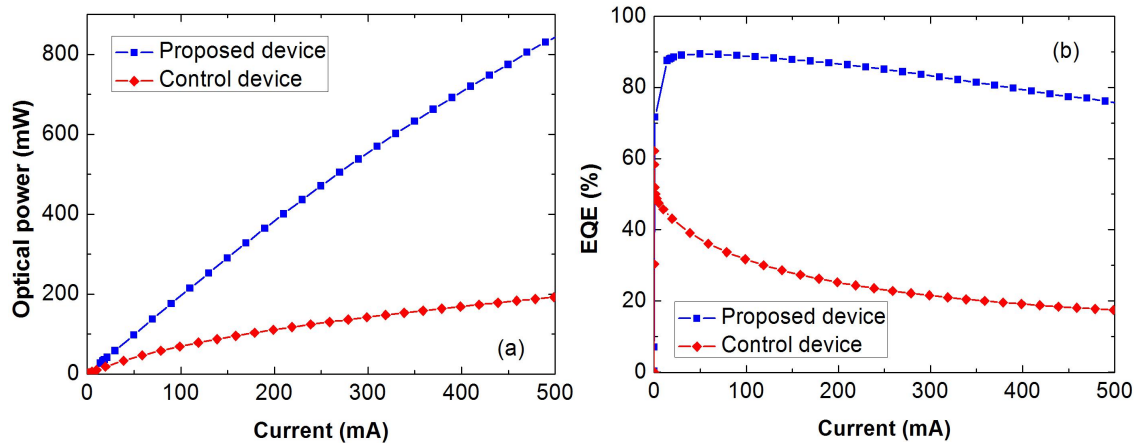 800
600
400
200
0
Optical power (mW)
Proposed device
Control device
(a)
0
100
200
300
400
500
Current (mA)
100
80
60
40
20
0
EQE (%)
(b)
Proposed device
Control device
0
100
200
300
400
500
Current (mA)